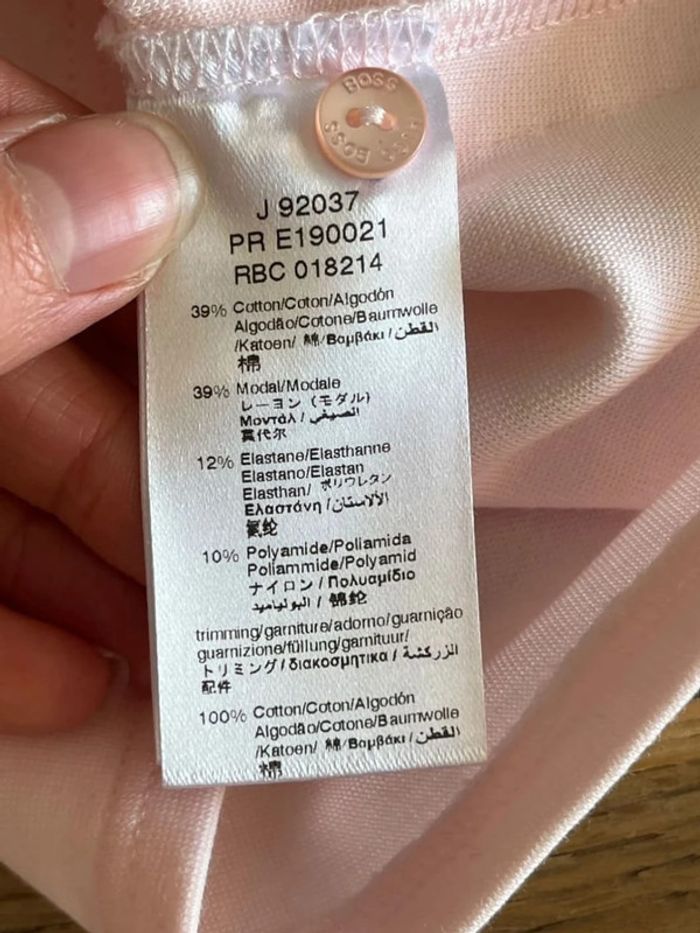 BOSS
BOSS
J 92037
PR E190021
RBC 018214
39% Cotton/Coton/Algodón
Algodão/Cotone/Baumwolle
/Katoen/ 綿/Βαμβάκι/القطن
棉
39% Modal/Modale
レーヨン (モダル)
Μοντάλ /
莫代尔
12% Elastane/Elasthanne
Elastano/Elastan
Elasthan/ ポリウレタン
Ελαστάνη /الألاستان
氨纶
10% Polyamide/Poliamida
Poliammide/Polyamid
ナイロン / Πολυαμίδιο
البولياميد / 锦纶
trimming/garniture/adorno/guarnição
guarnizione/füllung/garnituur/
トリミング/διακοσμητικα/الزركشة
配件
100% Cotton/Coton/Algodón
Algodão/Cotone/Baumwolle
/Katoen/ 綿/Βαμβάκι/القطن
棉